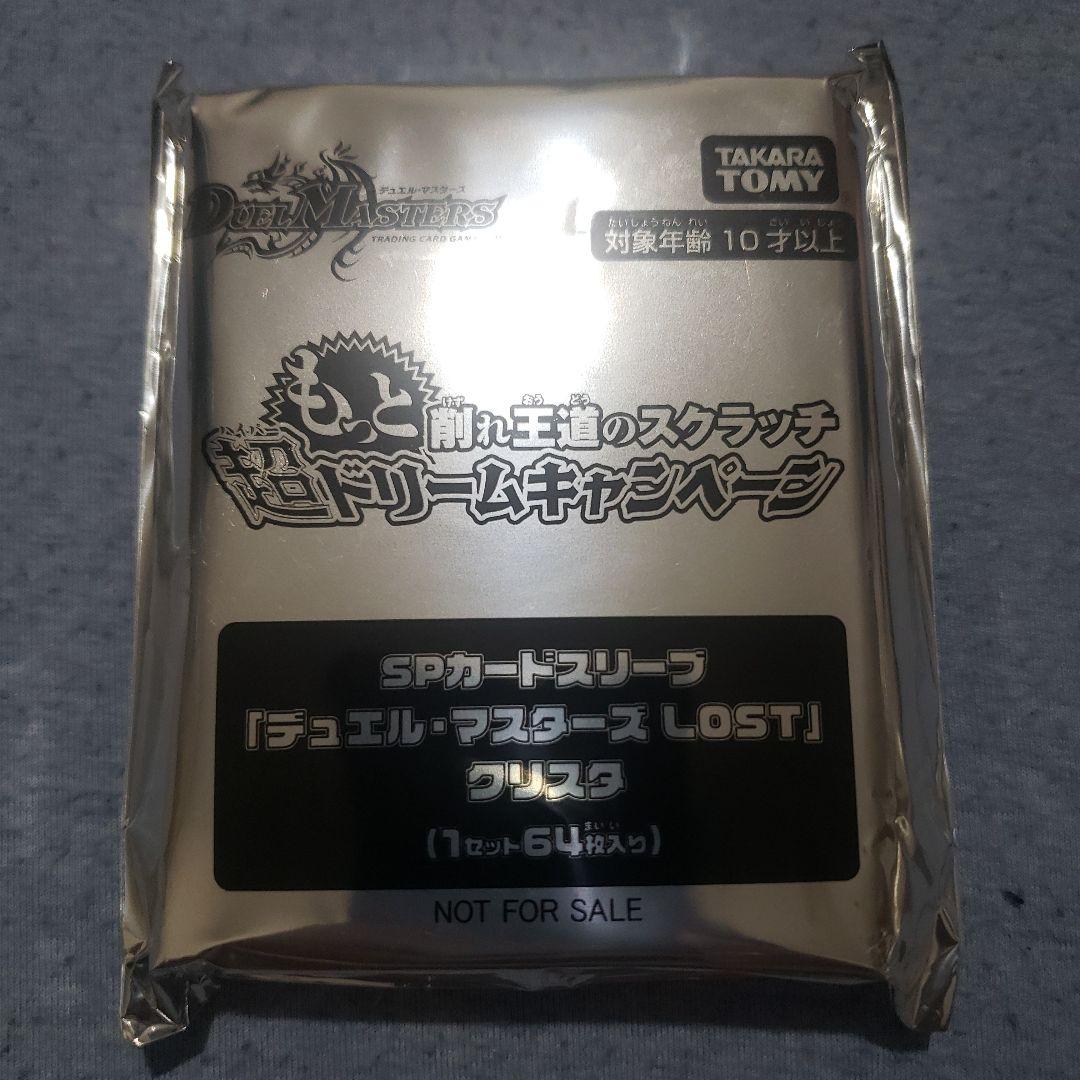 デュエル・マスターズ
DUEL MASTERS
TRADING CARD GAME
TAKARA
TOMY
たいしょうねんれい さいいじょう
対象年齢 10才以上
もっと
けず おう どう
削れ王道のスクラッチ
ハイパー
超ドリームキャンペーン
SPカードスリーブ
「デュエル・マスターズ LOST」
クリスタ
まいい
(1セット64枚入り)
NOT FOR SALE